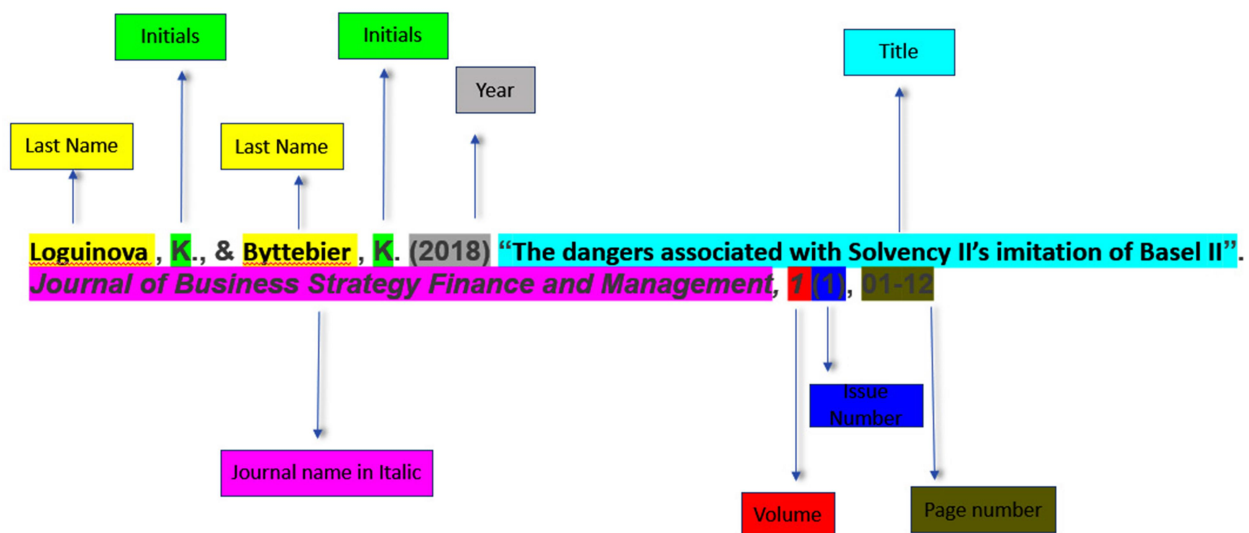 Initials
Initials
Title
Year
Last Name
Last Name
Loguinova , K., & Byttebier , K. (2018) “The dangers associated with Solvency II’s imitation of Basel II”.
Journal of Business Strategy Finance and Management, 1 (1), 01-12
Issue
Number
Journal name in Italic
Volume
Page number